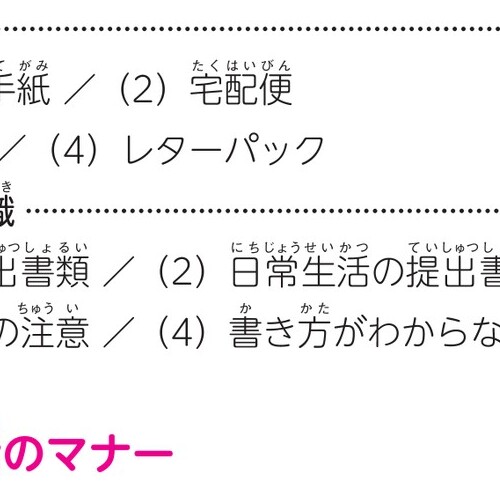 手紙 ／（2）宅配便
／（4）レターパック
識
出書類 ／（2）日常生活の提出書
の注意 ／（4）書き方がわからな
のマナー